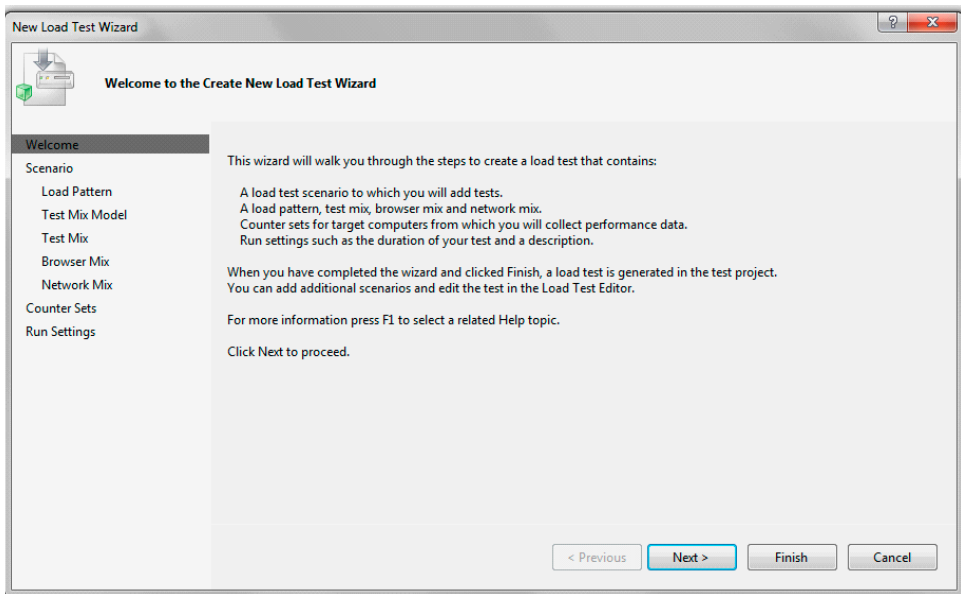 New Load Test Wizard
?
X
Welcome to the Create New Load Test Wizard
Welcome
Scenario
Load Pattern
Test Mix Model
Test Mix
Browser Mix
Network Mix
Counter Sets
Run Settings
This wizard will walk you through the steps to create a load test that contains:
A load test scenario to which you will add tests.
A load pattern, test mix, browser mix and network mix.
Counter sets for target computers from which you will collect performance data.
Run settings such as the duration of your test and a description.
When you have completed the wizard and clicked Finish, a load test is generated in the test project.
You can add additional scenarios and edit the test in the Load Test Editor.
For more information press F1 to select a related Help topic.
Click Next to proceed.
< Previous
Next >
Finish
Cancel